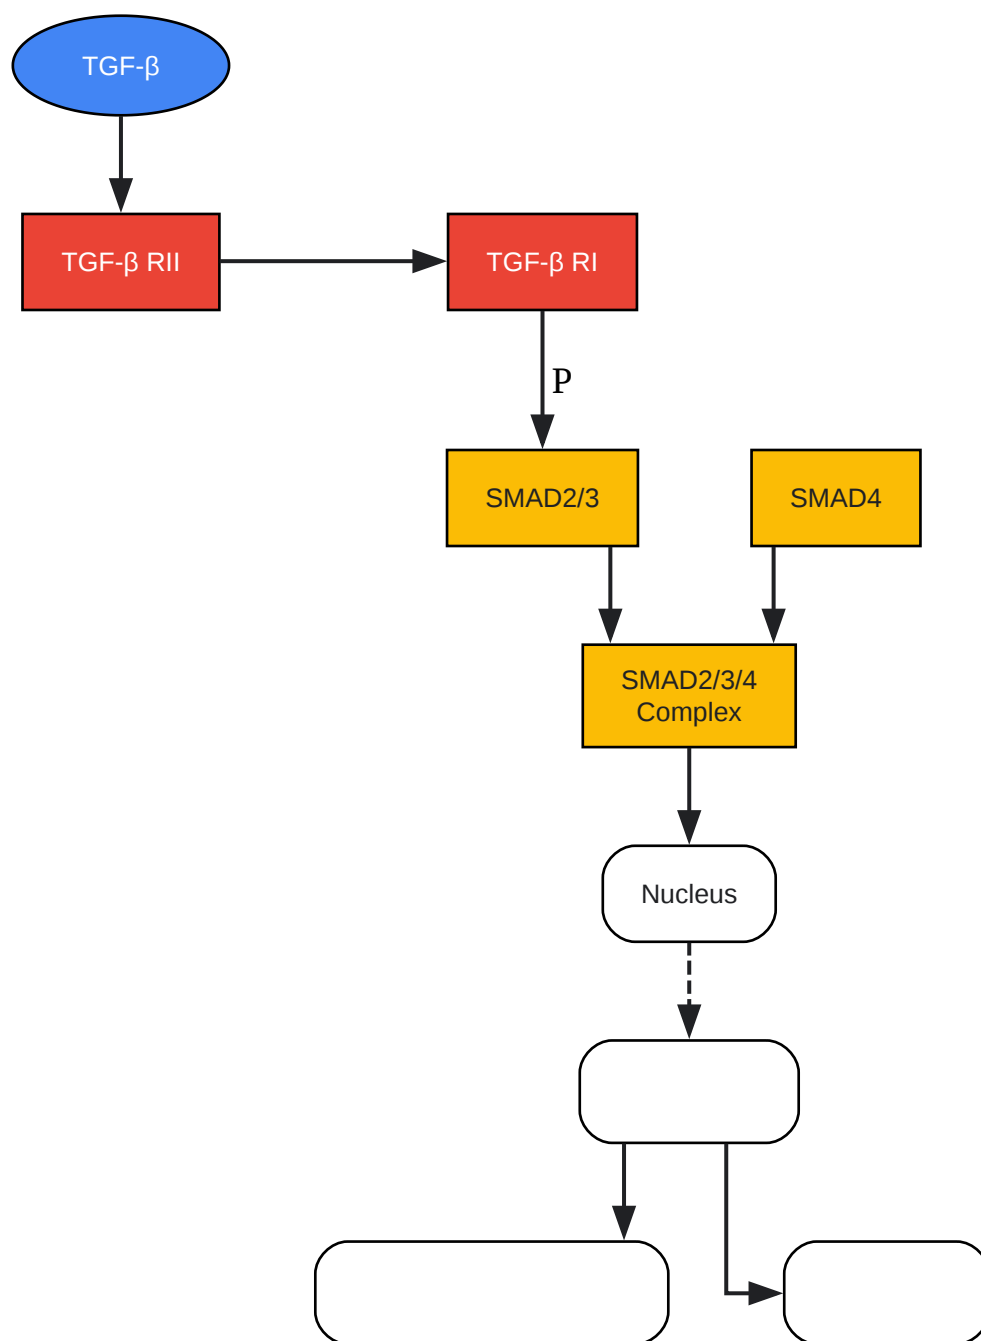 TGF-β
TGF-β RII
TGF-β RI
P
SMAD2/3
SMAD4
SMAD2/3/4
Complex
Nucleus